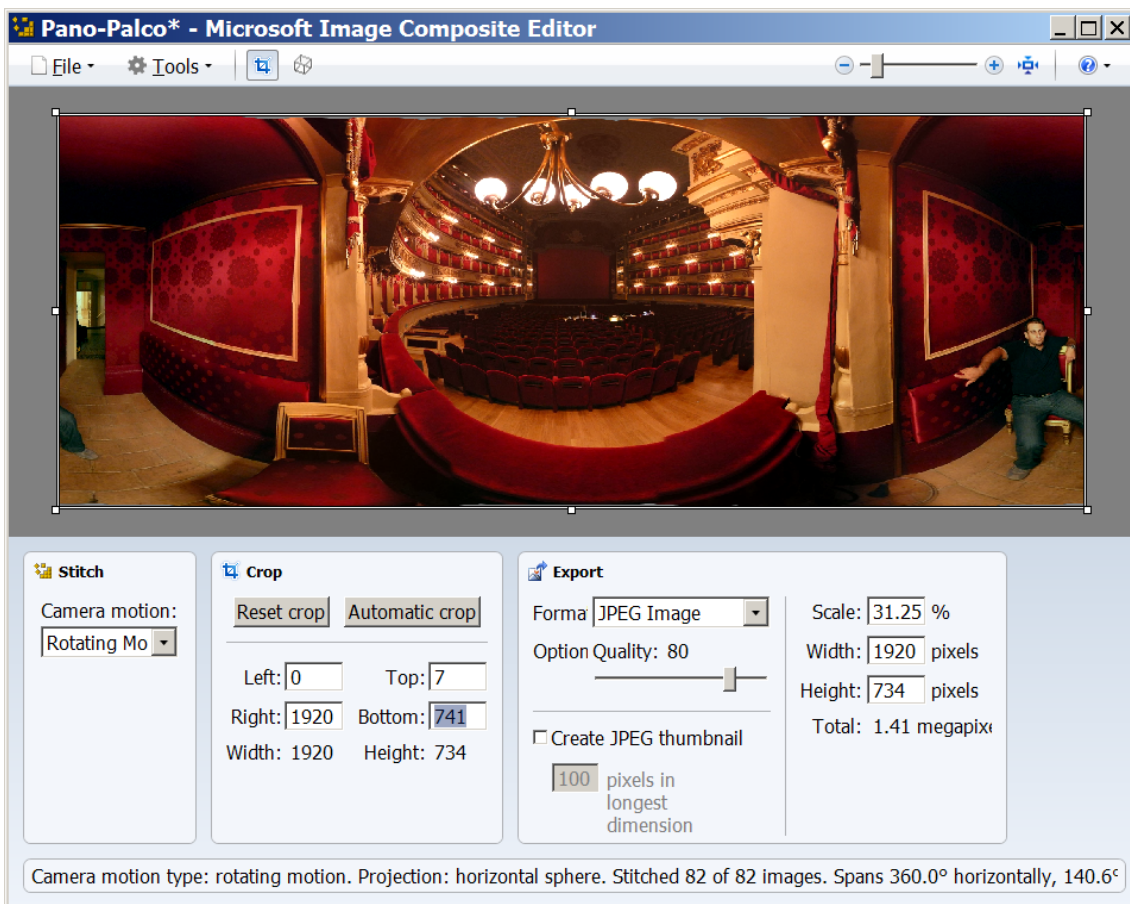 Pano-Palco* - Microsoft Image Composite Editor
File Tools
Stitch
Camera motion:
Rotating Mo
Crop
Reset crop Automatic crop
Left: 0 Top: 7
Right: 1920 Bottom: 741
Width: 1920 Height: 734
Export
Forma JPEG Image
Option Quality: 80
Create JPEG thumbnail
100 pixels in
longest
dimension
Scale: 31.25 %
Width: 1920 pixels
Height: 734 pixels
Total: 1.41 megapixe
Camera motion type: rotating motion. Projection: horizontal sphere. Stitched 82 of 82 images. Spans 360.0° horizontally, 140.6°